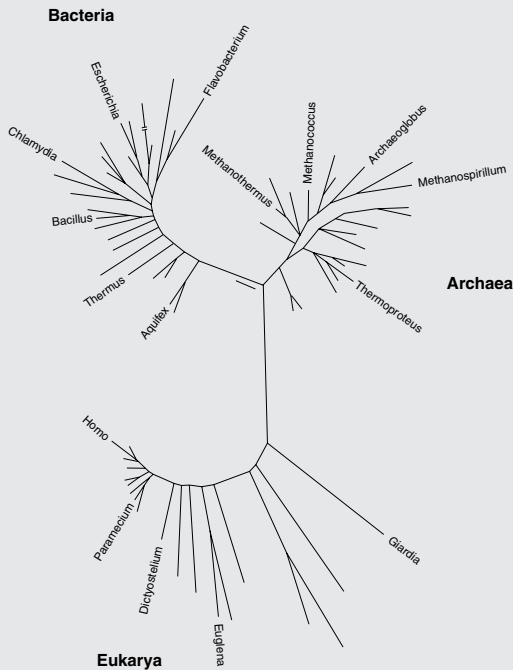 Bacteria
Escherichia
Flavobacterium
Chlamydia
Bacillus
Thermus
Aquifex
Methanothermus
Methanococcus
Archaeoglobus
Methanospirillum
Archaea
Thermoproteus
Homo
Paramecium
Dictyostelium
Euglena
Giardia
Eukarya